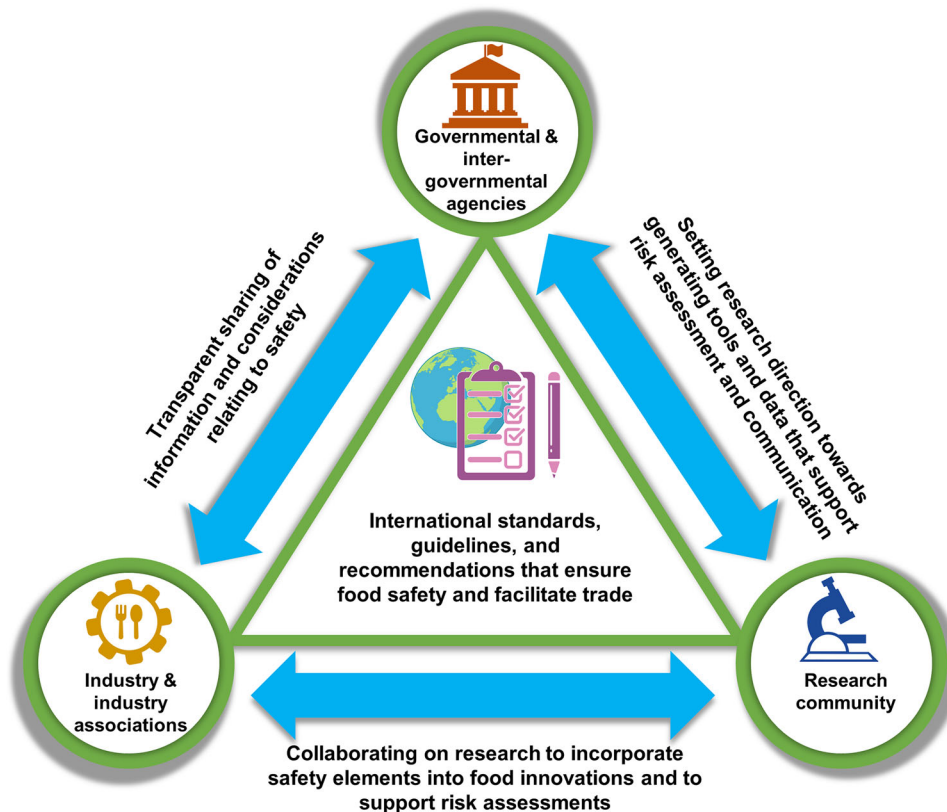 Governmental &
inter-
governmental
agencies
Transparent sharing of
information and considerations
relating to safety
Setting research direction towards
generating tools and data that support
risk assessment and communication
International standards,
guidelines, and
recommendations that ensure
food safety and facilitate trade
Industry &
industry
associations
Research
community
Collaborating on research to incorporate
safety elements into food innovations and to
support risk assessments